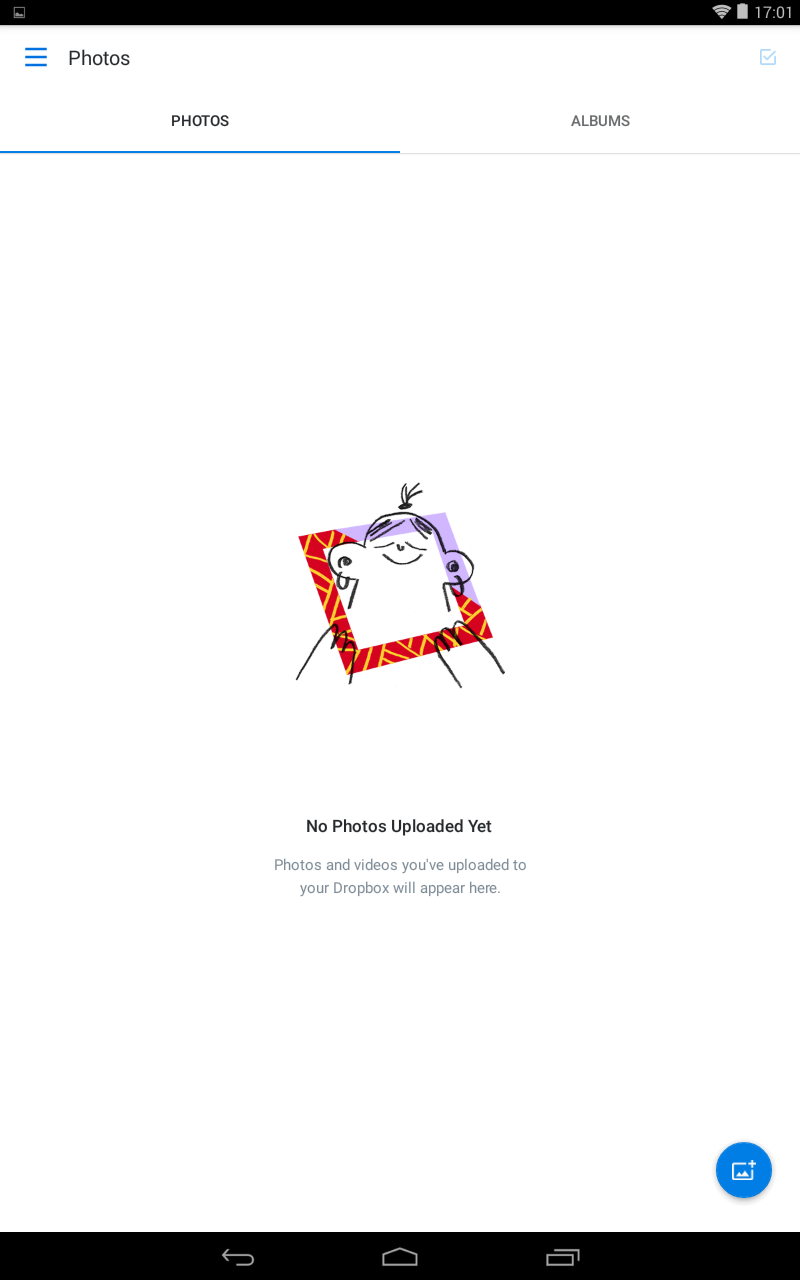 17:01
Photos
PHOTOS
ALBUMS
No Photos Uploaded Yet
Photos and videos you've uploaded to
your Dropbox will appear here.